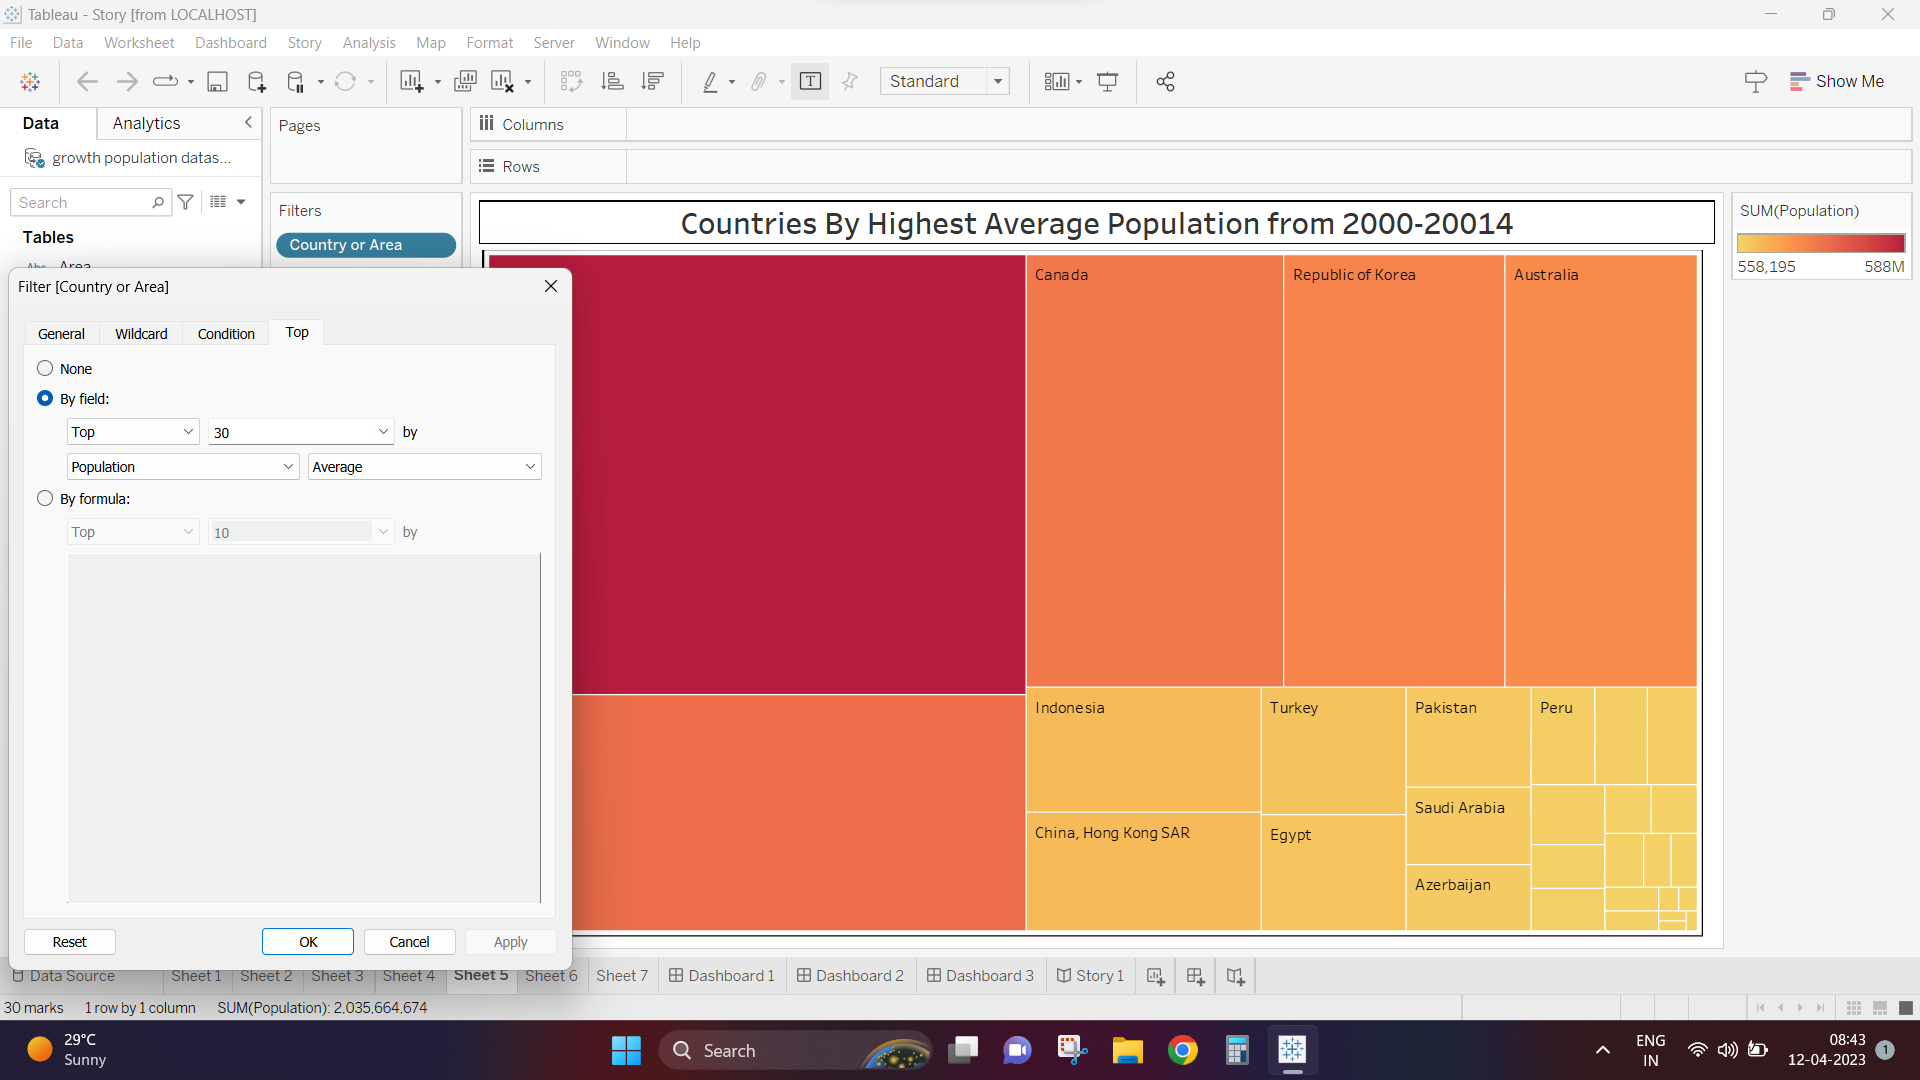 Tableau - Story [from LOCALHOST]
File Data Worksheet Dashboard Story Analysis Map Format Server Window Help
Standard
Show Me
Data Analytics
growth population datas...
Search
Tables
Pages
Columns
Rows
Filters
Country or Area
Countries By Highest Average Population from 2000-20014
SUM(Population)
558,195 588M
Filter [Country or Area]
General Wildcard Condition Top
None
By field:
Top 30 by
Population Average
By formula:
Top 10 by
Reset OK Cancel Apply
Canada
Republic of Korea
Australia
Indonesia
Turkey
Pakistan
Peru
Saudi Arabia
China, Hong Kong SAR
Egypt
Azerbaijan
Data Source Sheet 1 Sheet 2 Sheet 3 Sheet 4 Sheet 5 Sheet 6 Sheet 7 Dashboard 1 Dashboard 2 Dashboard 3 Story 1
30 marks 1 row by 1 column SUM(Population): 2,035,664,674
29°C
Sunny
Search
ENG
IN
08:43
12-04-2023
1